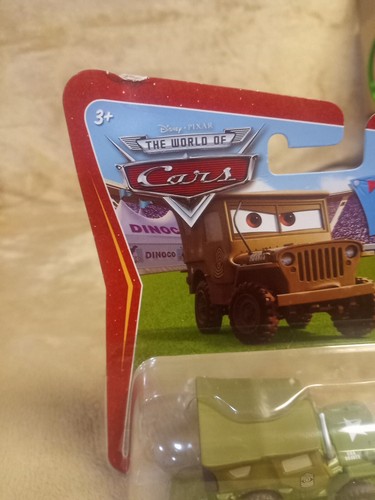 3+
Disney · PIXAR
THE WORLD OF
Cars
DINOCO
DINOCO